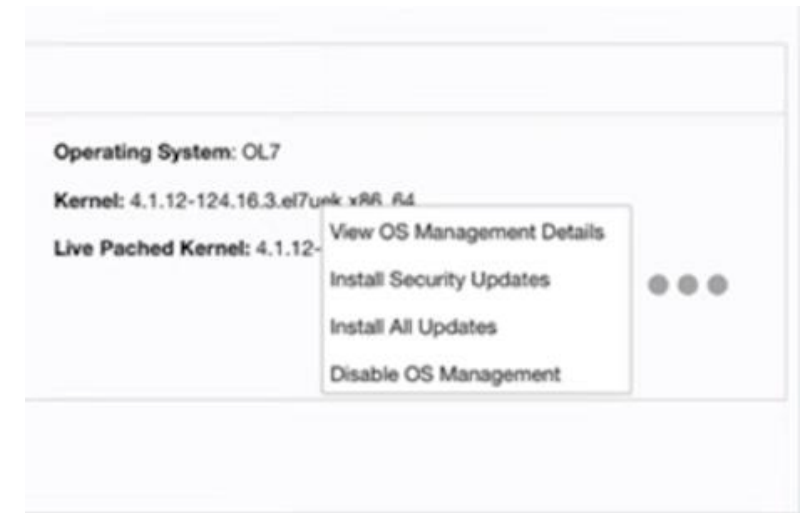 Operating System: OL7
Kernel: 4.1.12-124.16.3.el7uek.x86_64
Live Pached Kernel: 4.1.12-
View OS Management Details
Install Security Updates
Install All Updates
Disable OS Management